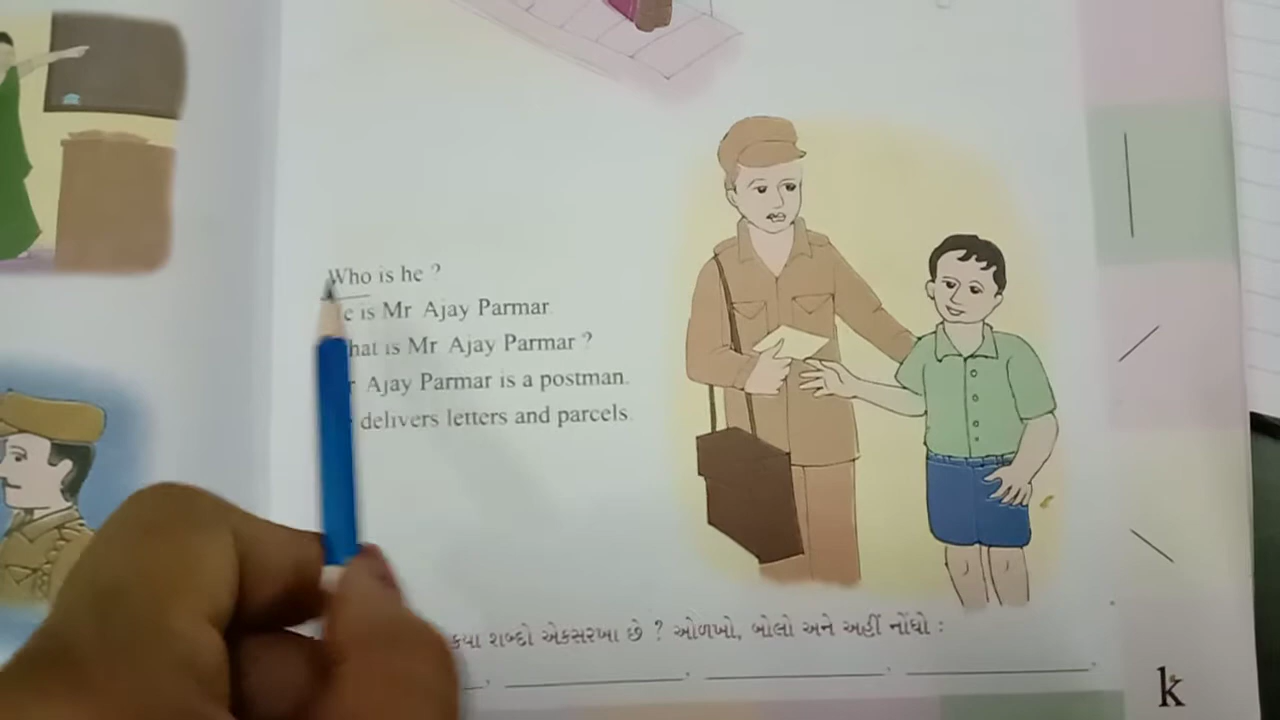 Who is he ?
is Mr Ajay Parmar.
is Mr Ajay Parmar ?
Ajay Parmar is a postman.
delivers letters and parcels.
કયા શબ્દો એકસરખા છે ? ઓળખો, બોલો અને અહીં નોંધો :
k